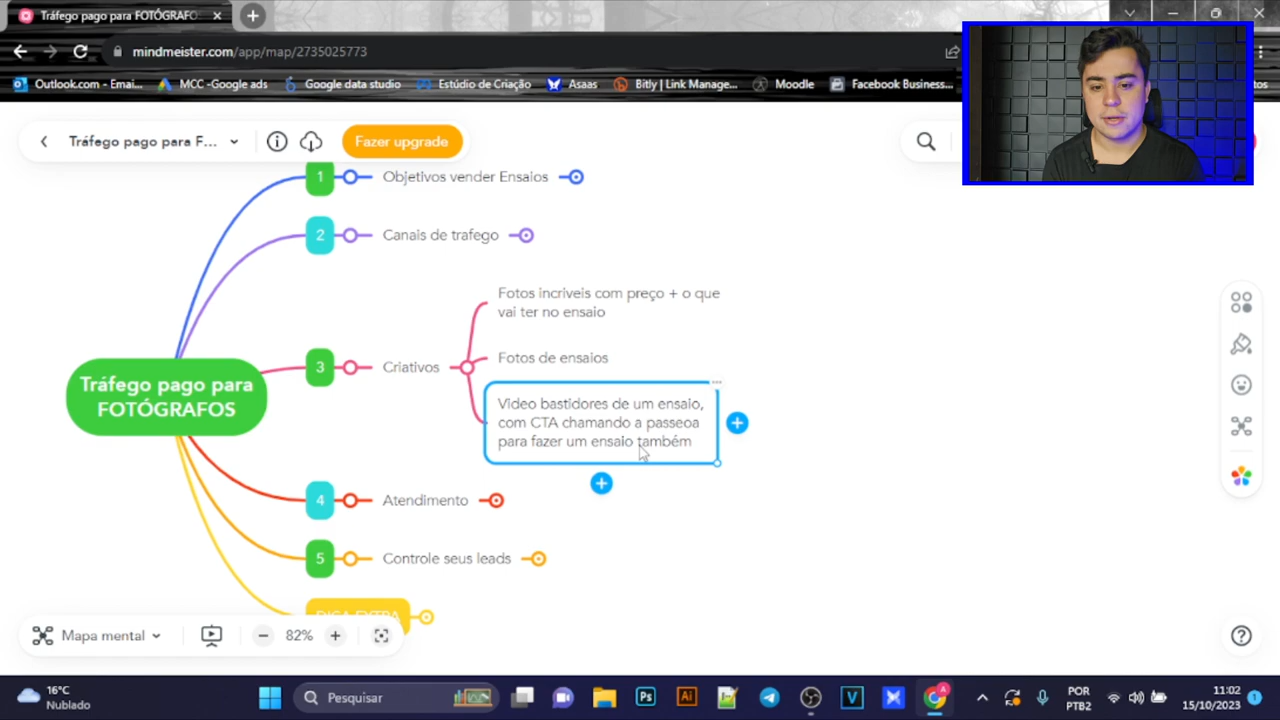 Tráfego pago para FOTÓGRAFO
mindmeister.com/app/map/2735025773
Outlook.com - Emai...
MCC -Google ads
Google data studio
Estúdio de Criação
Asaas
Bitly | Link Manage...
Moodle
Facebook Business...
Tráfego pago para F...
Fazer upgrade
1
Objetivos vender Ensaios
2
Canais de trafego
Fotos incriveis com preço + o que
vai ter no ensaio
3
Criativos
Fotos de ensaios
Tráfego pago para
FOTÓGRAFOS
Video bastidores de um ensaio,
com CTA chamando a passeoa
para fazer um ensaio também
4
Atendimento
5
Controle seus leads
DICA EXTRA
Mapa mental
82%
16°C
Nublado
Pesquisar
POR
PTB2
11:02
15/10/2023